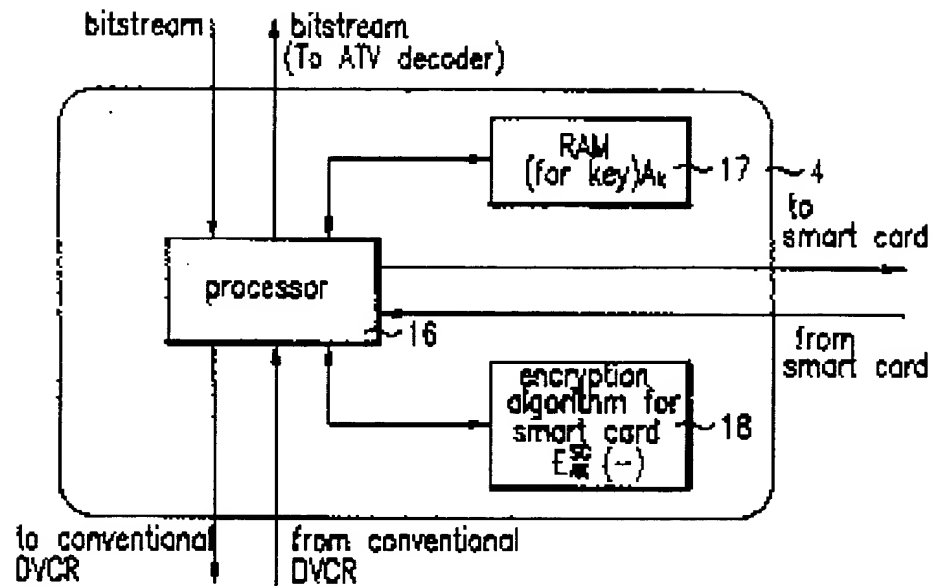 bitstream
bitstream
(To ATV decoder)
RAM
(for key)Ak
17
4
to
smart card
processor
16
from
smart card
encryption
algorithm for
smart card
18
to conventional
DVCR
from conventional
DVCR